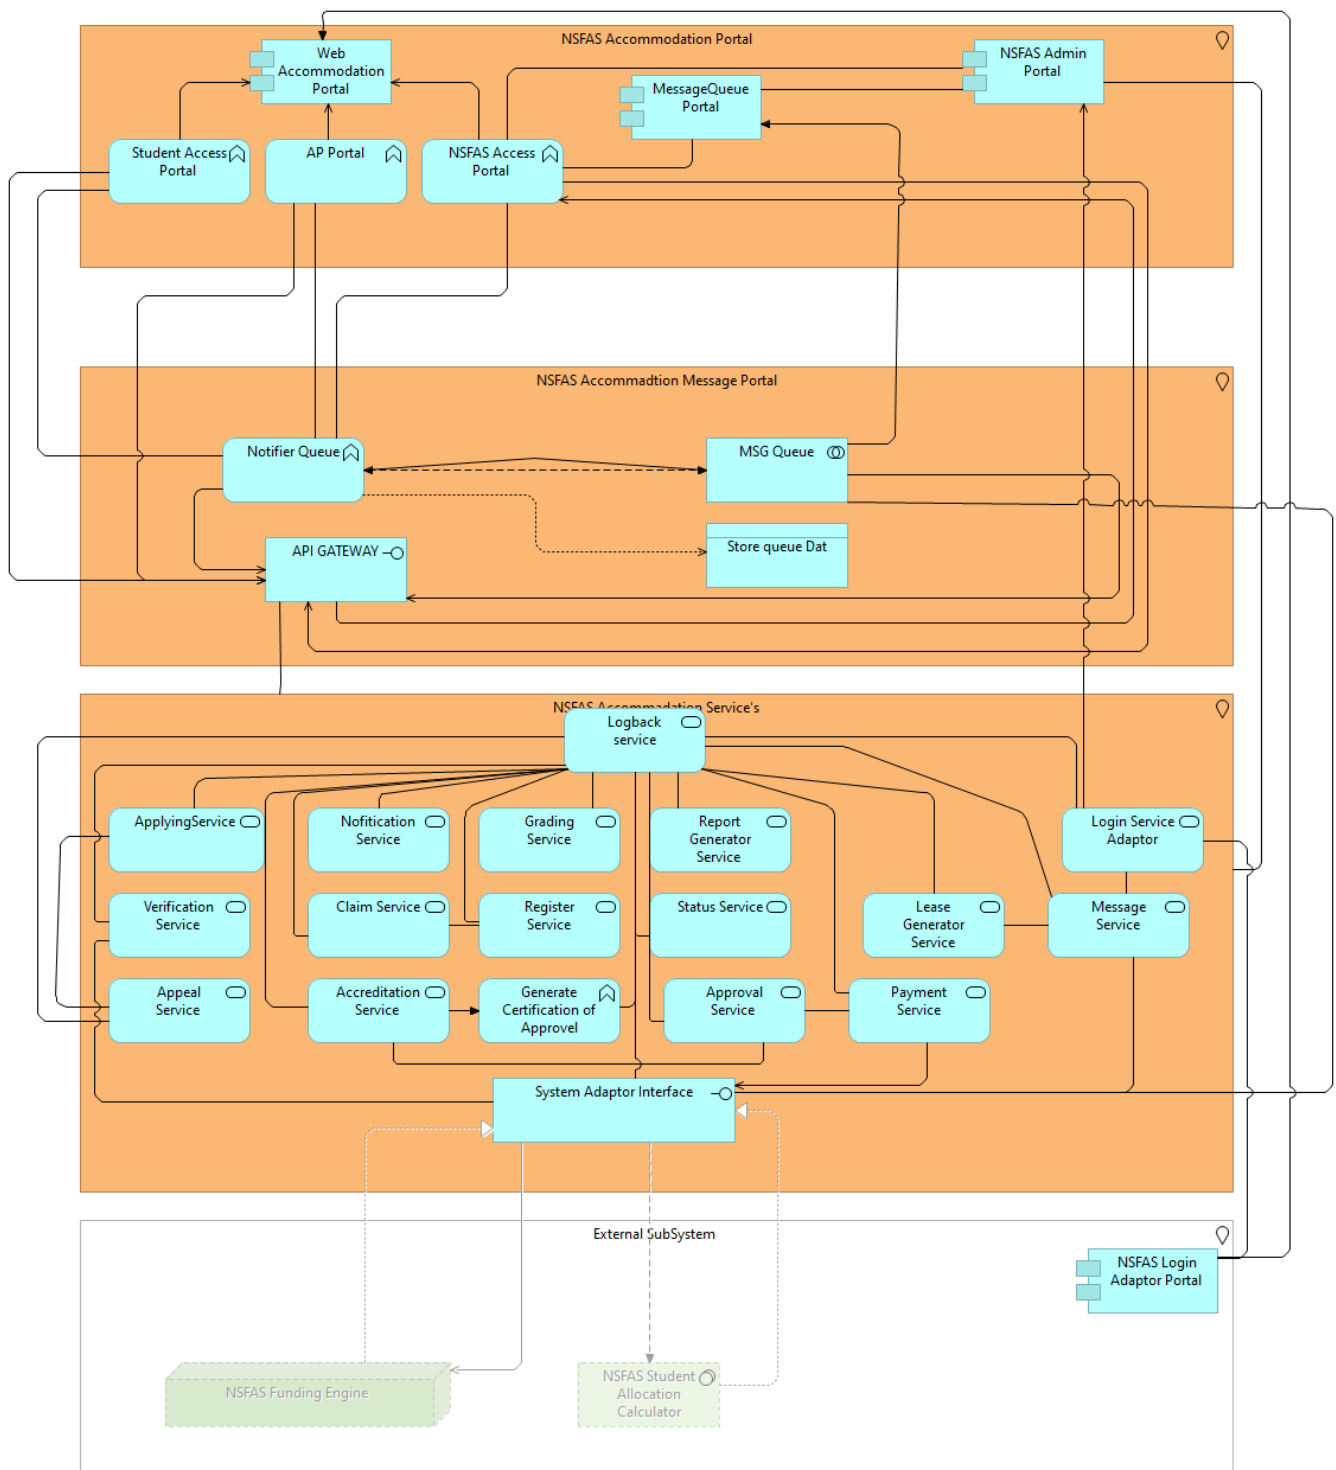 NSFAS Accommodation Portal
Web
Accommodation
Portal
NSFAS Admin
Portal
MessageQueue
Portal
Student Access
Portal
AP Portal
NSFAS Access
Portal
NSFAS Accommadtion Message Portal
Notifier Queue
MSG Queue
API GATEWAY
Store queue Dat
NSFAS Accommadation Service's
Logback
service
ApplyingService
Nofitication
Service
Grading
Service
Report
Generator
Service
Login Service
Adaptor
Verification
Service
Claim Service
Register
Service
Status Service
Lease
Generator
Service
Message
Service
Appeal
Service
Accreditation
Service
Generate
Certification of
Approvel
Approval
Service
Payment
Service
System Adaptor Interface
External SubSystem
NSFAS Login
Adaptor Portal
NSFAS Funding Engine
NSFAS Student
Allocation
Calculator